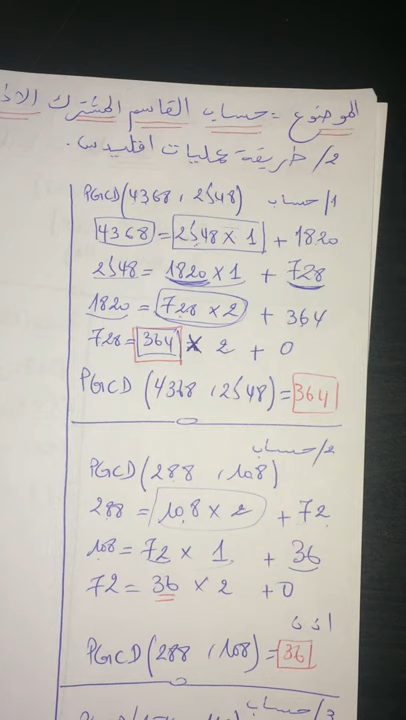 الموضوع = حساب القاسم المشترك
2/ طريقة عمليات اقليدس.
1/ حساب
PGCD(4368, 2548)
4368 = 2548 × 1 + 1820
2548 = 1820 × 1 + 728
1820 = 728 × 2 + 364
728 = 364 × 2 + 0
PGCD (4368, 2548) = 364
2/ حساب
PGCD(288, 108)
288 = 108 × 2 + 72
108 = 72 × 1 + 36
72 = 36 × 2 + 0
اذن
PGCD(288, 108) = 36
3/ حساب